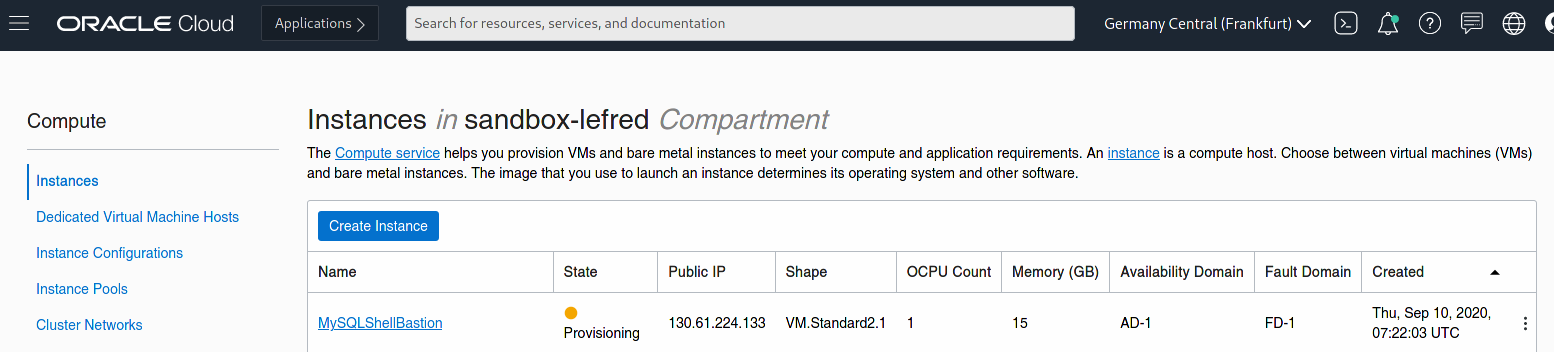 ORACLE Cloud
Applications
Search for resources, services, and documentation
Germany Central (Frankfurt)
Compute
Instances
Dedicated Virtual Machine Hosts
Instance Configurations
Instance Pools
Cluster Networks
Instances in sandbox-lefred Compartment
The Compute service helps you provision VMs and bare metal instances to meet your compute and application requirements. An instance is a compute host. Choose between virtual machines (VMs)
and bare metal instances. The image that you use to launch an instance determines its operating system and other software.
Create Instance
Name State Public IP Shape OCPU Count Memory (GB) Availability Domain Fault Domain Created
MySQLShellBastion Provisioning 130.61.224.133 VM.Standard2.1 1 15 AD-1 FD-1 Thu, Sep 10, 2020,
07:22:03 UTC